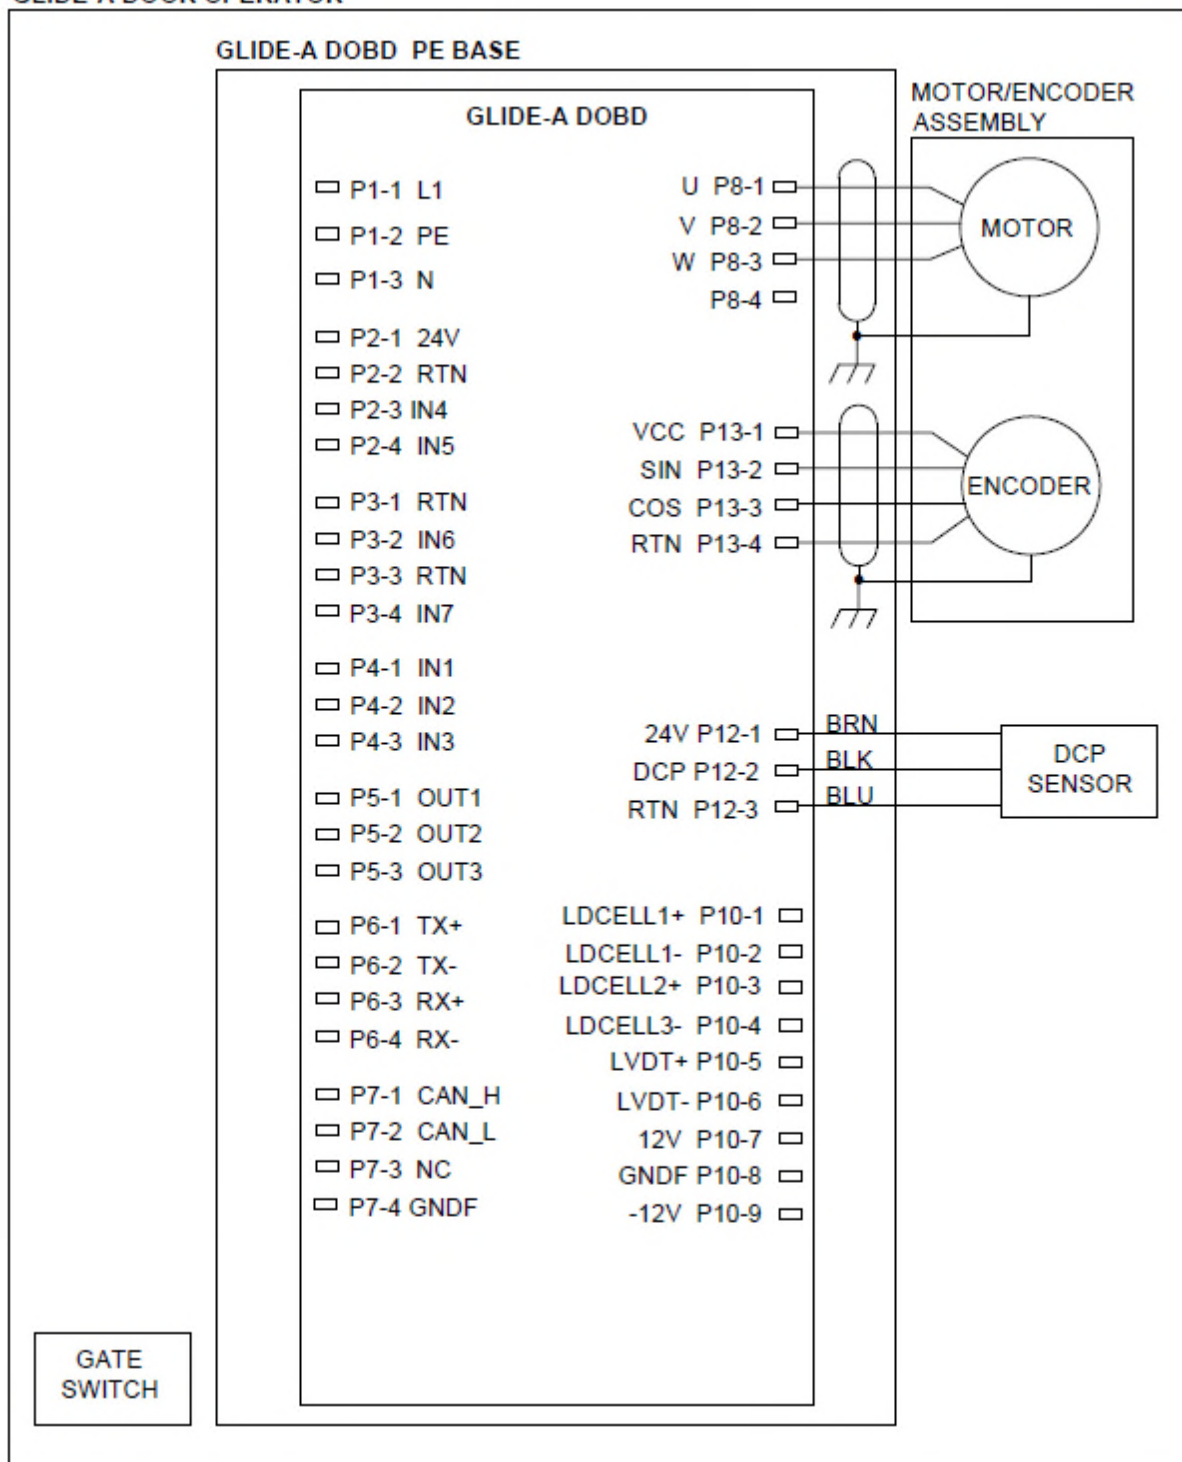 GLIDE-A DOOR OPERATOR
GLIDE-A DOBD PE BASE
GLIDE-A DOBD
P1-1 L1
P1-2 PE
P1-3 N
P2-1 24V
P2-2 RTN
P2-3 IN4
P2-4 IN5
P3-1 RTN
P3-2 IN6
P3-3 RTN
P3-4 IN7
P4-1 IN1
P4-2 IN2
P4-3 IN3
P5-1 OUT1
P5-2 OUT2
P5-3 OUT3
P6-1 TX+
P6-2 TX-
P6-3 RX+
P6-4 RX-
P7-1 CAN_H
P7-2 CAN_L
P7-3 NC
P7-4 GNDF
U P8-1
V P8-2
W P8-3
P8-4
VCC P13-1
SIN P13-2
COS P13-3
RTN P13-4
24V P12-1
DCP P12-2
RTN P12-3
LDCELL1+ P10-1
LDCELL1- P10-2
LDCELL2+ P10-3
LDCELL3- P10-4
LVDT+ P10-5
LVDT- P10-6
12V P10-7
GNDF P10-8
-12V P10-9
BRN
BLK
BLU
MOTOR/ENCODER
ASSEMBLY
MOTOR
ENCODER
DCP
SENSOR
GATE
SWITCH